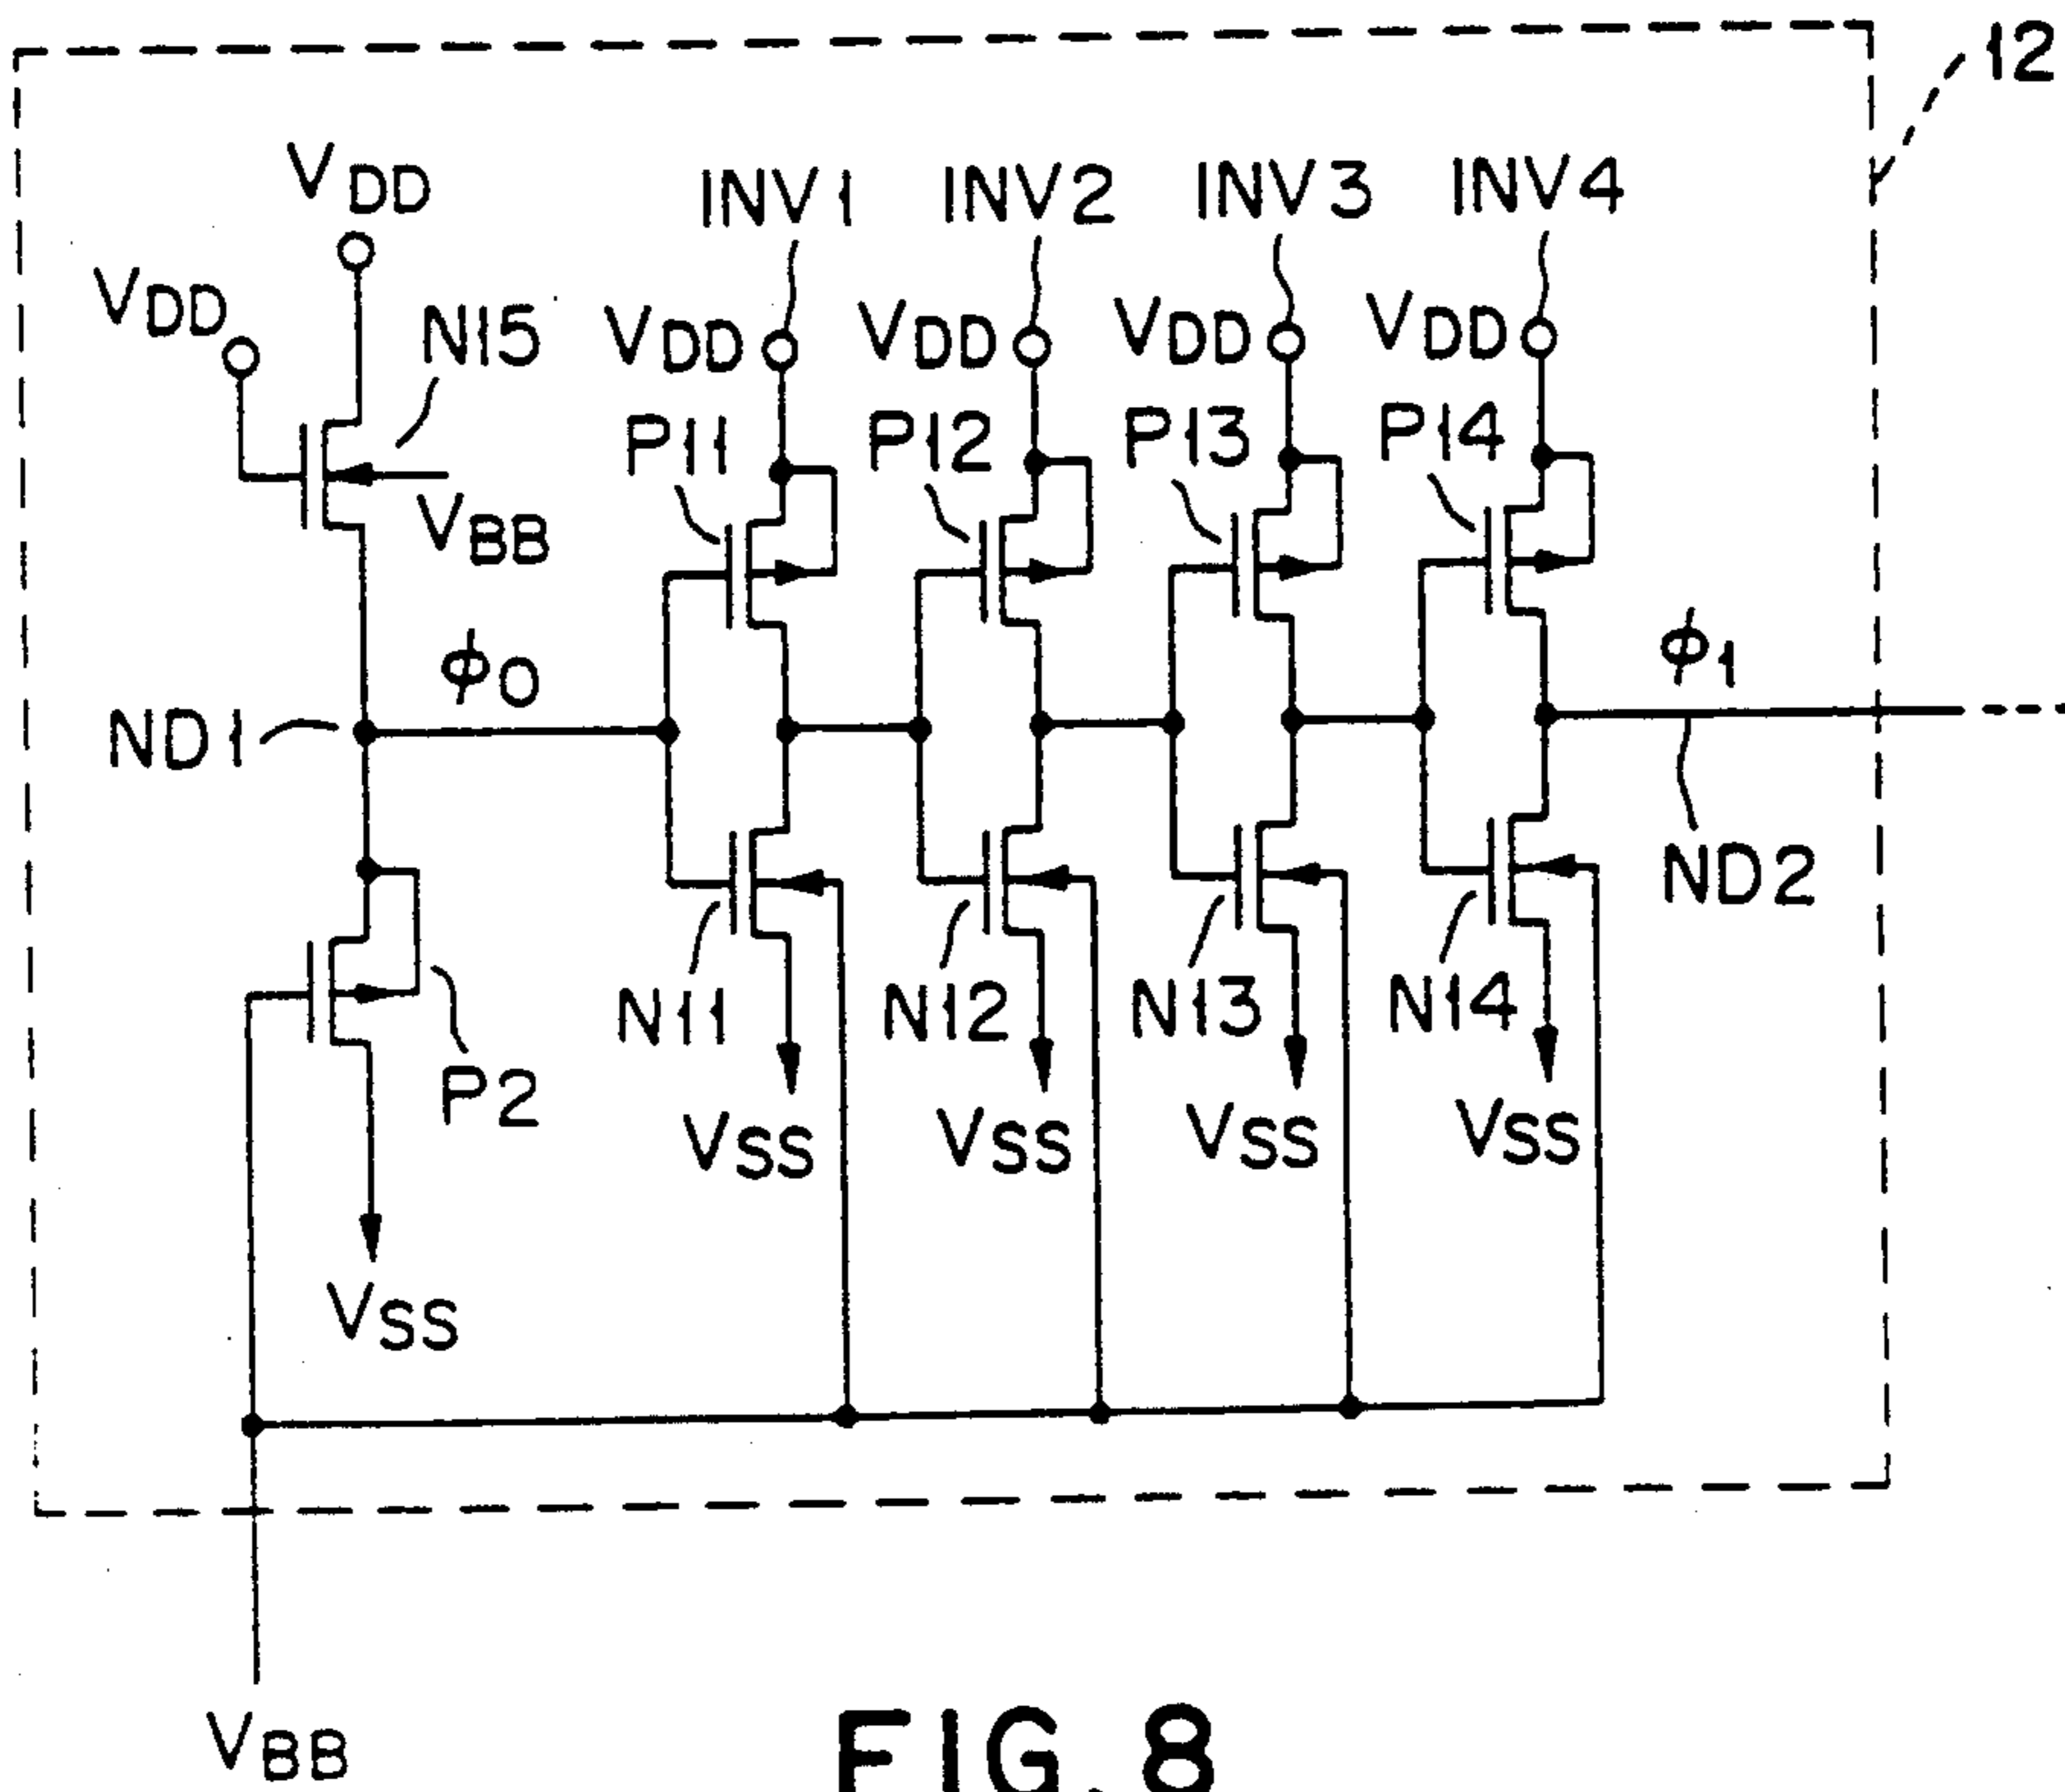 12
VDD
INV1 INV2 INV3 INV4
VDD
N15
VDD VDD VDD VDD
P11 P12 P13 P14
VBB
ϕ0
ϕ1
ND1
ND2
N11 N12 N13 N14
P2
VSS VSS VSS VSS
VSS
VBB
FIG. 8